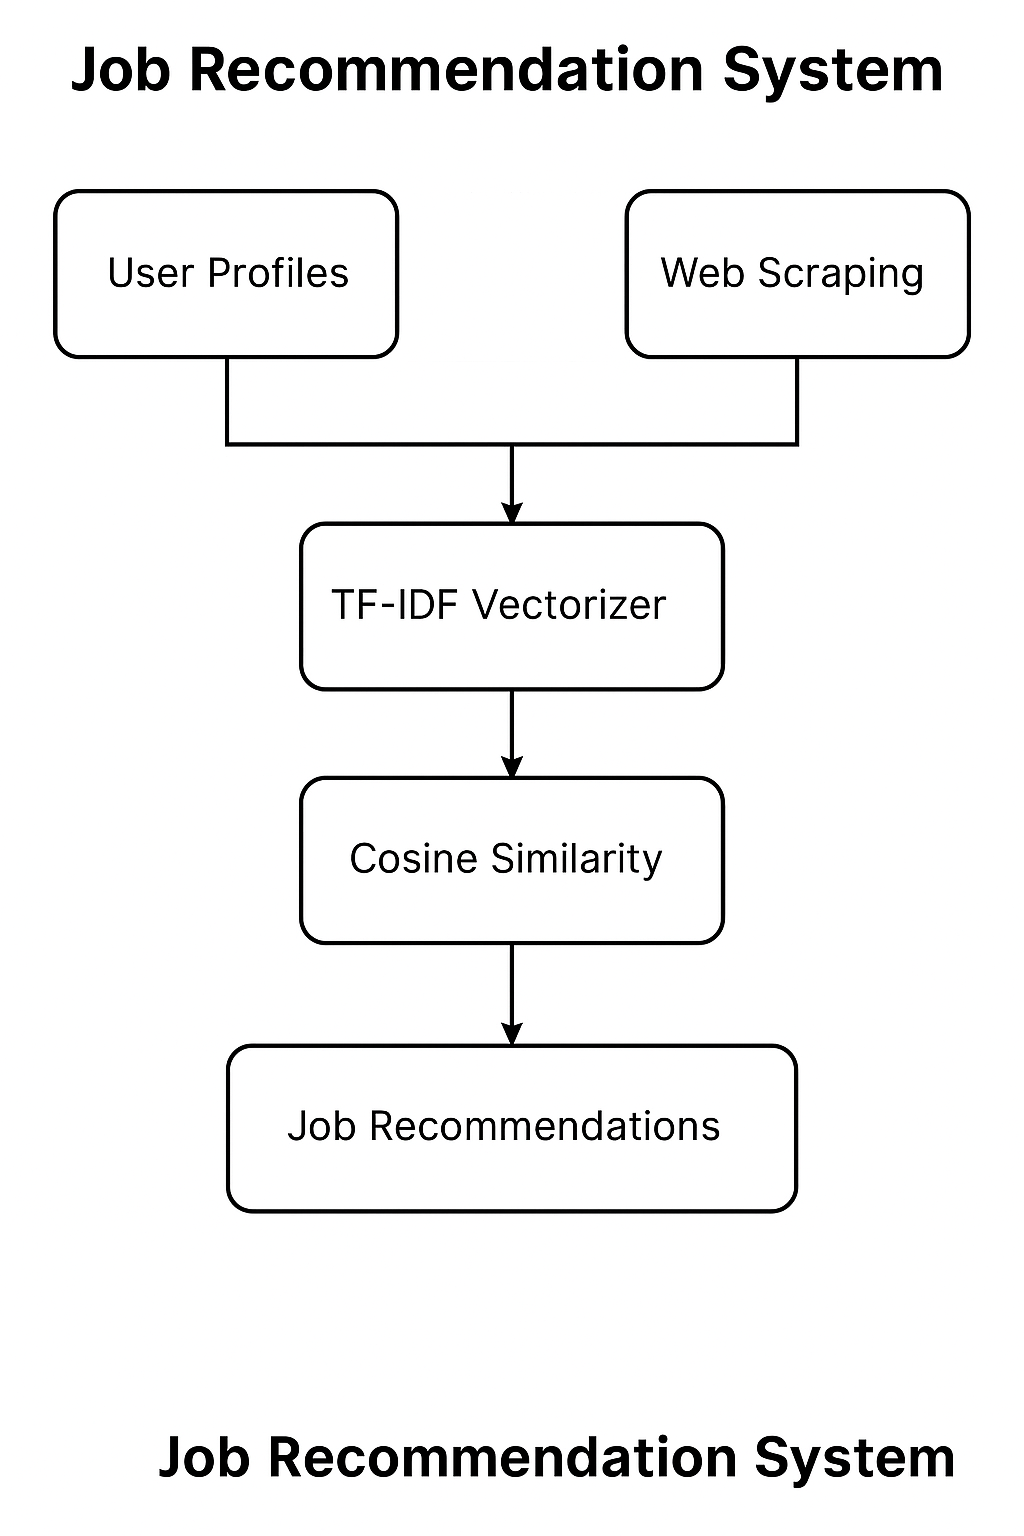 Job Recommendation System
User Profiles
Web Scraping
TF-IDF Vectorizer
Cosine Similarity
Job Recommendations
Job Recommendation System